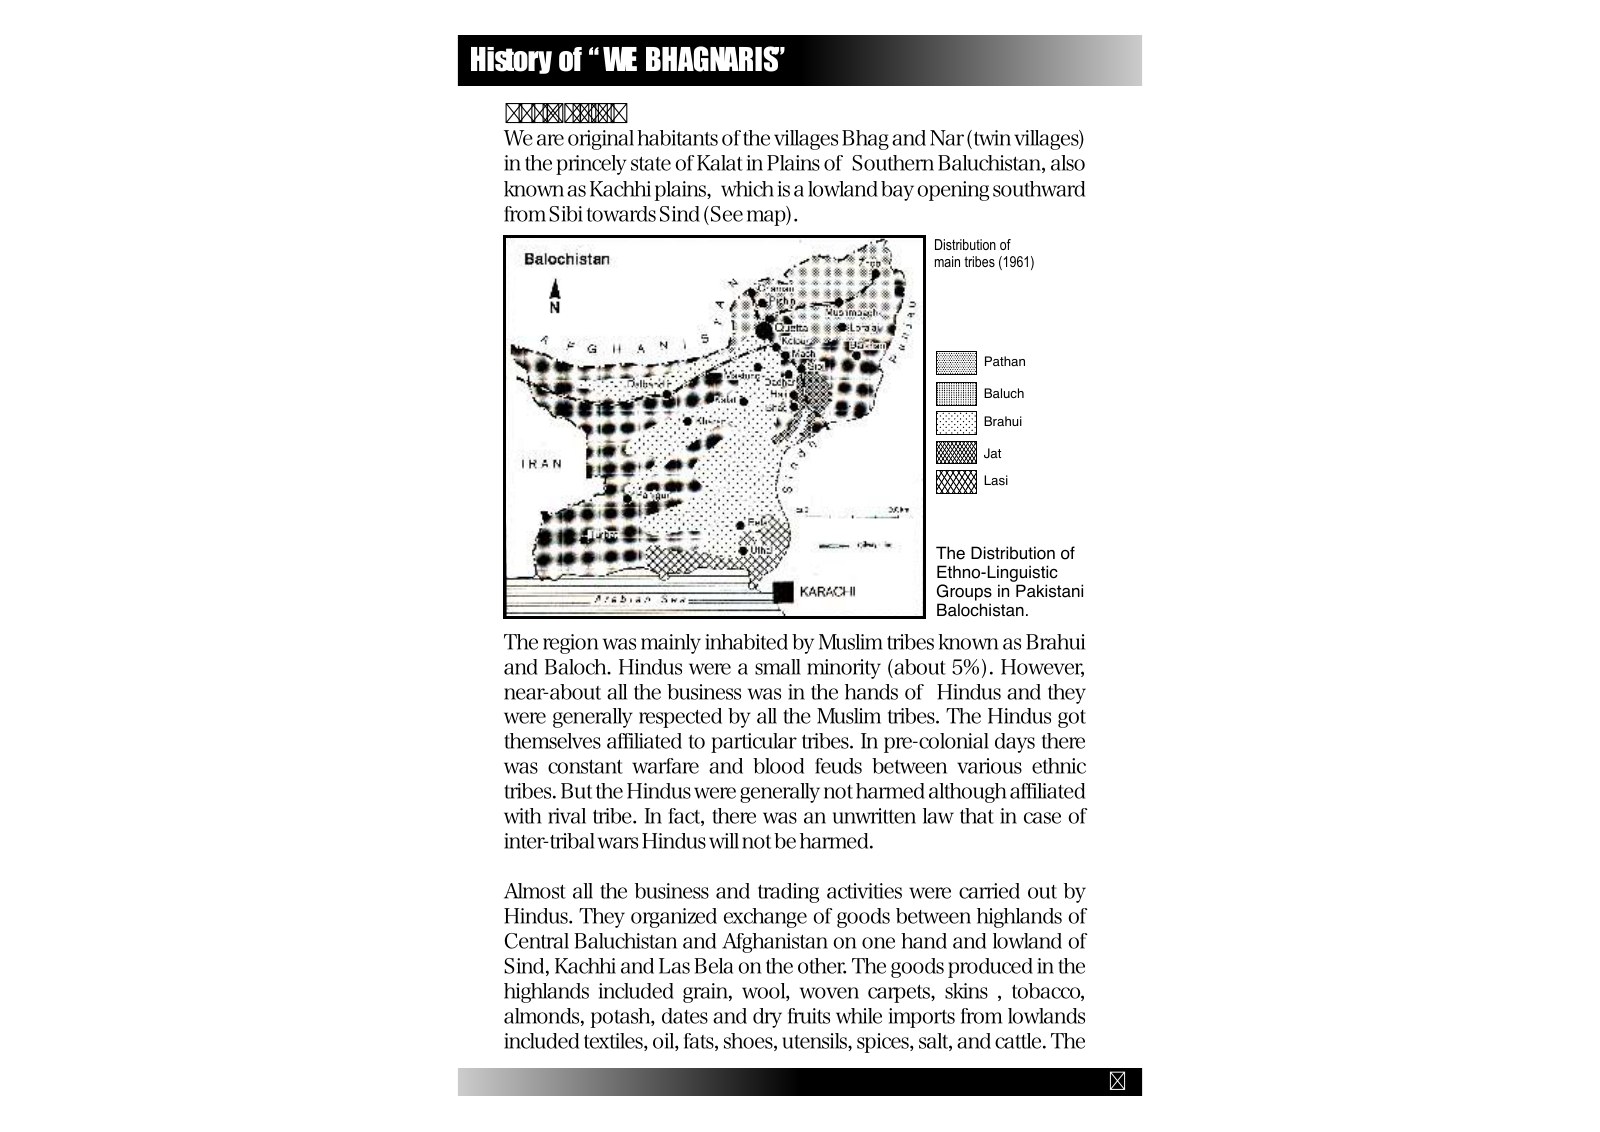 History of “ WE BHAGNARIS”
We are original habitants of the villages Bhag and Nar (twin villages)
in the princely state of Kalat in Plains of Southern Baluchistan, also
known as Kachhi plains, which is a lowland bay opening southward
from Sibi towards Sind (See map).
Balochistan
N
AFGHANISTAN
Pishin
Muslimbagh
Loralai
Quetta
Kolpur
Mach
Mastung
Kalat
IRAN
Sindh
Punjab
Bela
Uthal
Arabian Sea
KARACHI
Distribution of
main tribes (1961)
Pathan
Baluch
Brahui
Jat
Lasi
The Distribution of
Ethno-Linguistic
Groups in Pakistani
Balochistan.
The region was mainly inhabited by Muslim tribes known as Brahui
and Baloch. Hindus were a small minority (about 5%). However,
near-about all the business was in the hands of Hindus and they
were generally respected by all the Muslim tribes. The Hindus got
themselves affiliated to particular tribes. In pre-colonial days there
was constant warfare and blood feuds between various ethnic
tribes. But the Hindus were generally not harmed although affiliated
with rival tribe. In fact, there was an unwritten law that in case of
inter-tribal wars Hindus will not be harmed.
Almost all the business and trading activities were carried out by
Hindus. They organized exchange of goods between highlands of
Central Baluchistan and Afghanistan on one hand and lowland of
Sind, Kachhi and Las Bela on the other. The goods produced in the
highlands included grain, wool, woven carpets, skins , tobacco,
almonds, potash, dates and dry fruits while imports from lowlands
included textiles, oil, fats, shoes, utensils, spices, salt, and cattle. The